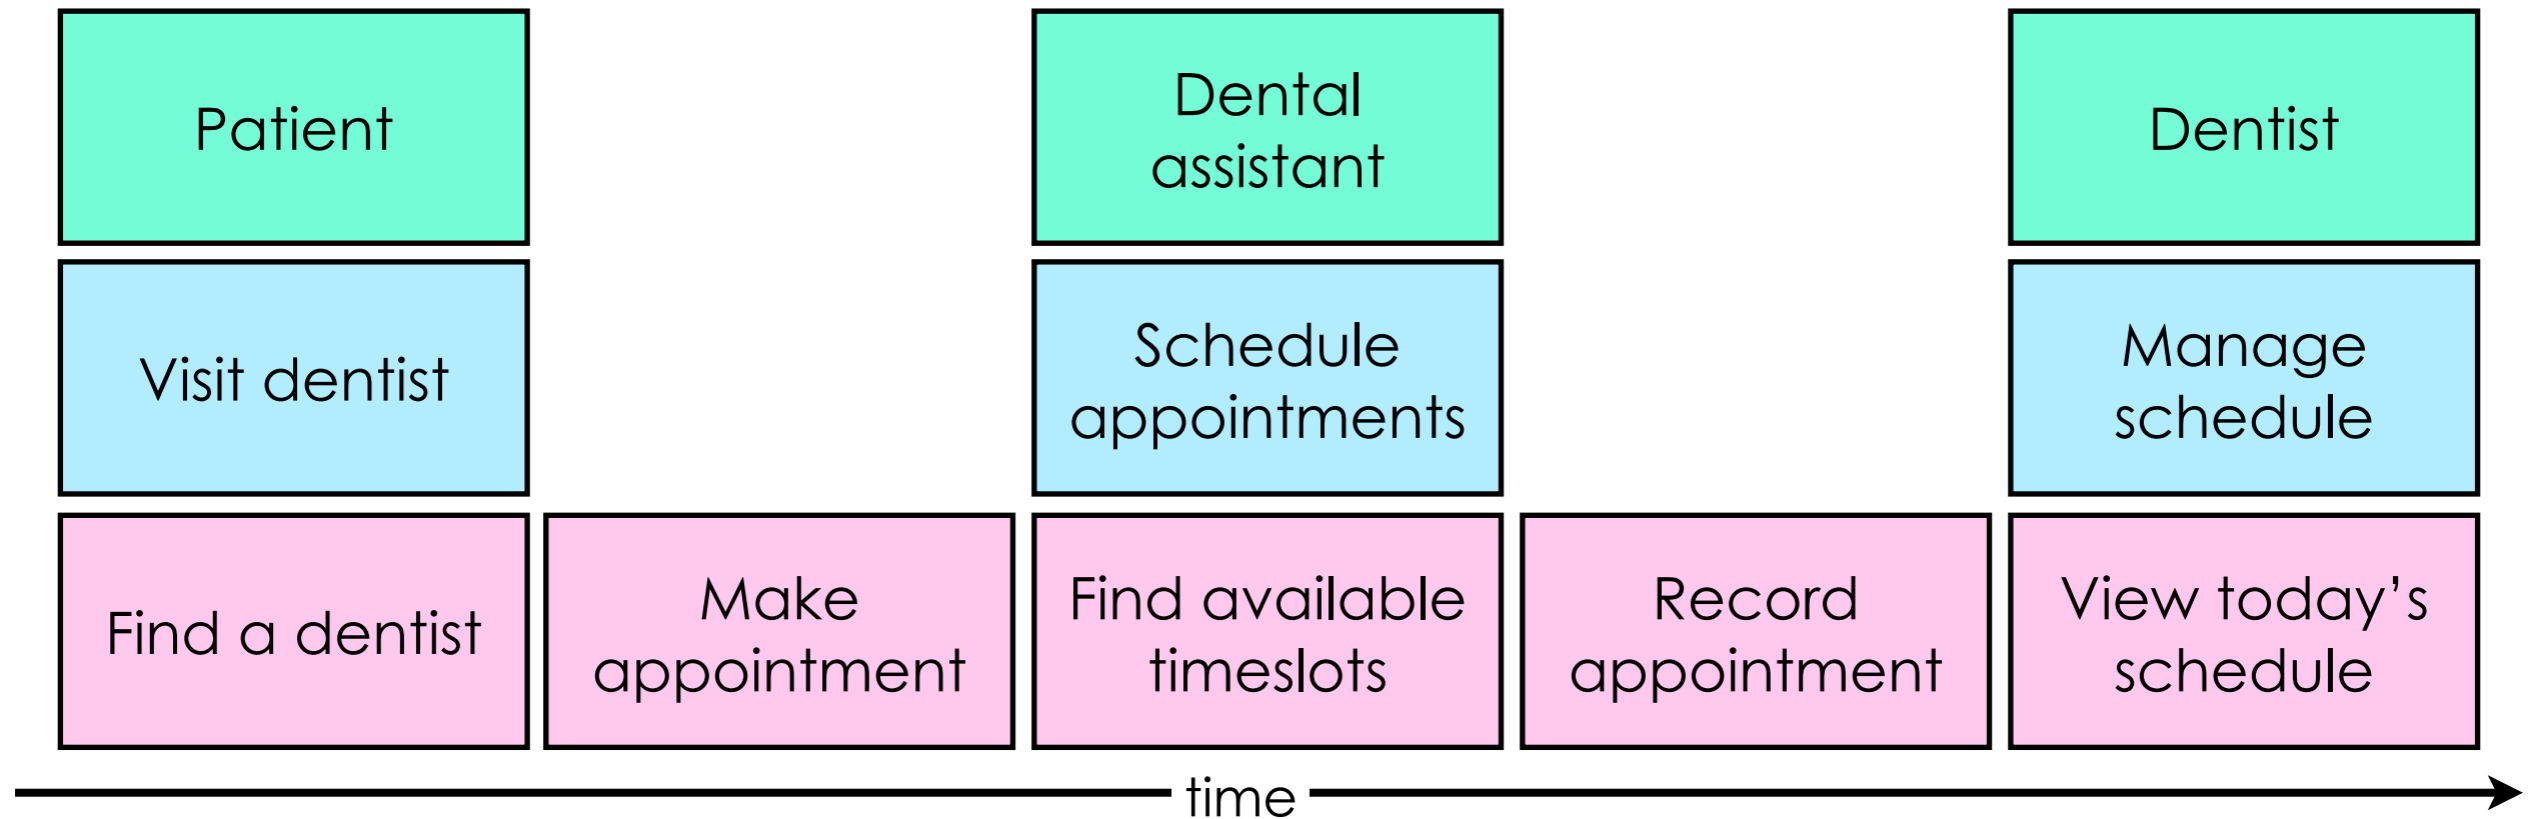 Patient
Dental
assistant
Dentist
Visit dentist
Schedule
appointments
Manage
schedule
Find a dentist
Make
appointment
Find available
timeslots
Record
appointment
View today’s
schedule
time